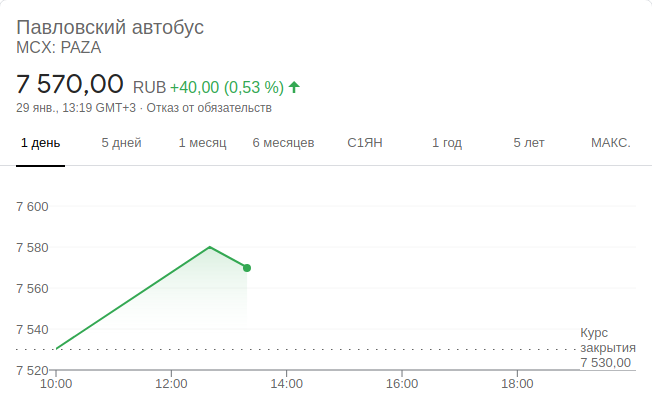 Павловский автобус
MCX: PAZA
7 570,00 RUB +40,00 (0,53 %)
29 янв., 13:19 GMT+3 · Отказ от обязательств
1 день 5 дней 1 месяц 6 месяцев С1ЯН 1 год 5 лет МАКС.
7 600
7 580
7 560
7 540
7 520
Курс
закрытия
7 530,00
10:00 12:00 14:00 16:00 18:00